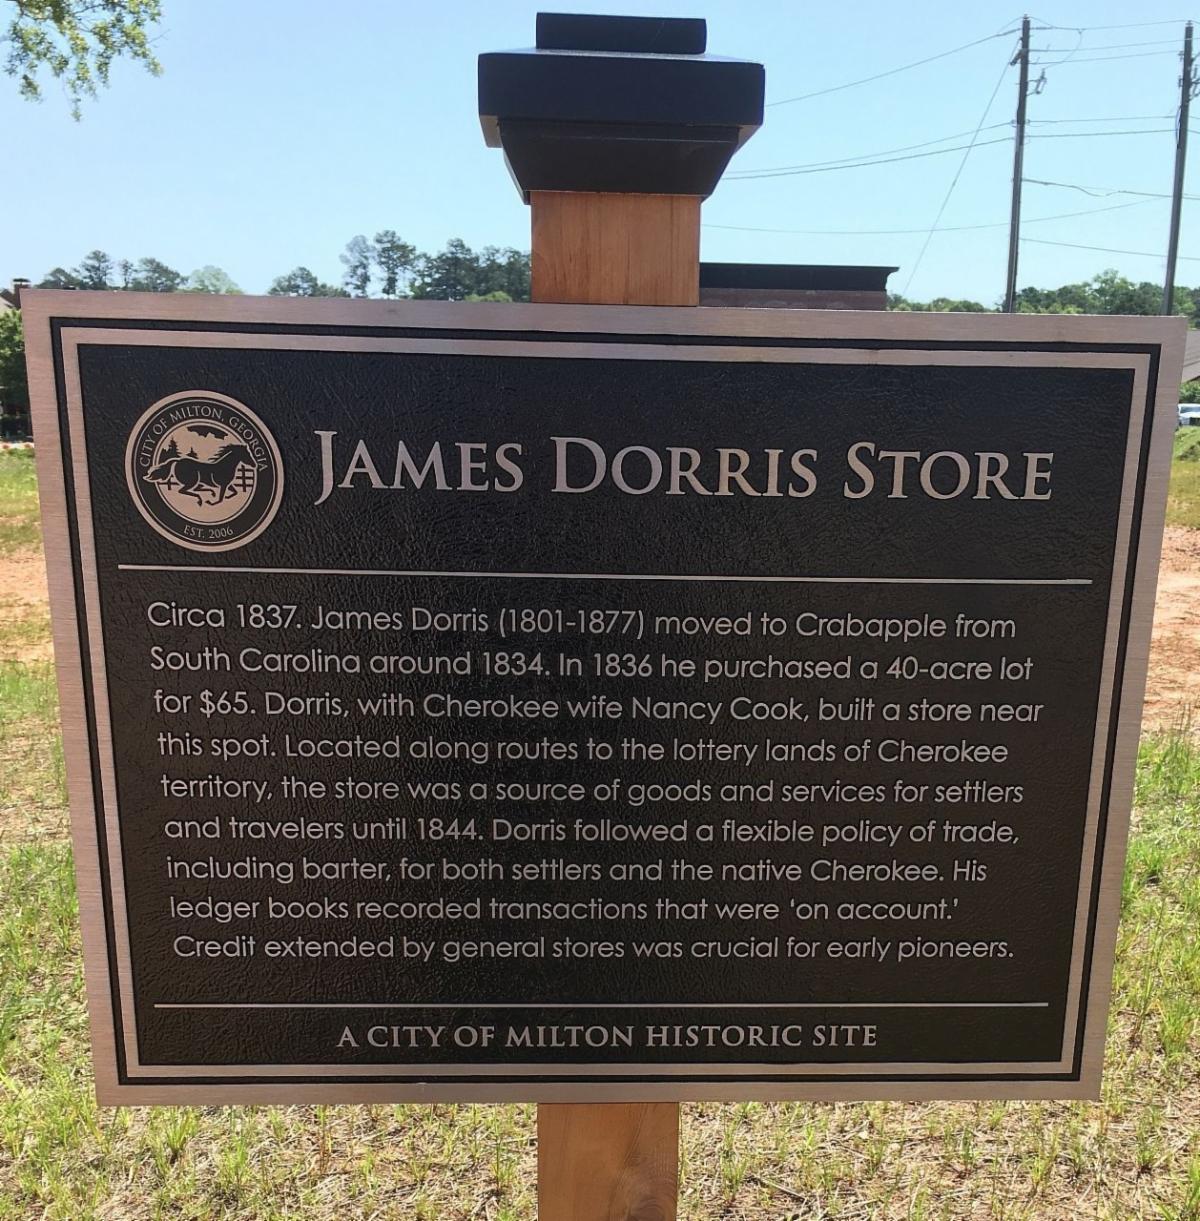 CITY OF MILTON, GEORGIA
EST. 2006
JAMES DORRIS STORE
Circa 1837. James Dorris (1801-1877) moved to Crabapple from
South Carolina around 1834. In 1836 he purchased a 40-acre lot
for $65. Dorris, with Cherokee wife Nancy Cook, built a store near
this spot. Located along routes to the lottery lands of Cherokee
territory, the store was a source of goods and services for settlers
and travelers until 1844. Dorris followed a flexible policy of trade,
including barter, for both settlers and the native Cherokee. His
ledger books recorded transactions that were ‘on account.’
Credit extended by general stores was crucial for early pioneers.
A CITY OF MILTON HISTORIC SITE